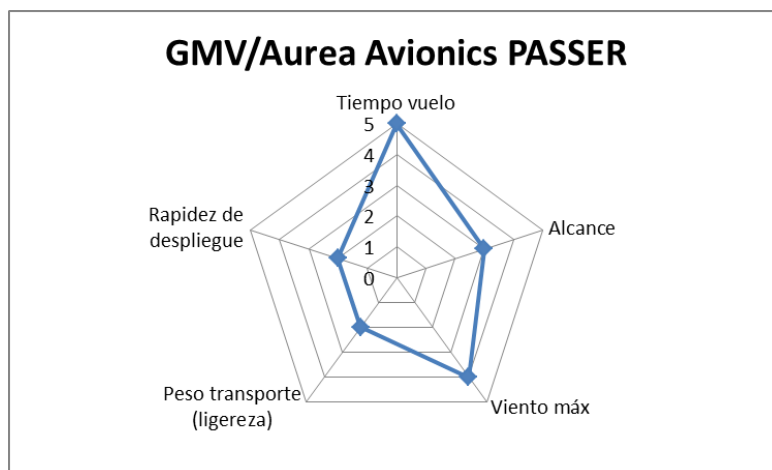 GMV/Aurea Avionics PASSER
Tiempo vuelo
5
4
3
2
1
0
Alcance
Viento máx
Peso transporte
(ligereza)
Rapidez de
despliegue